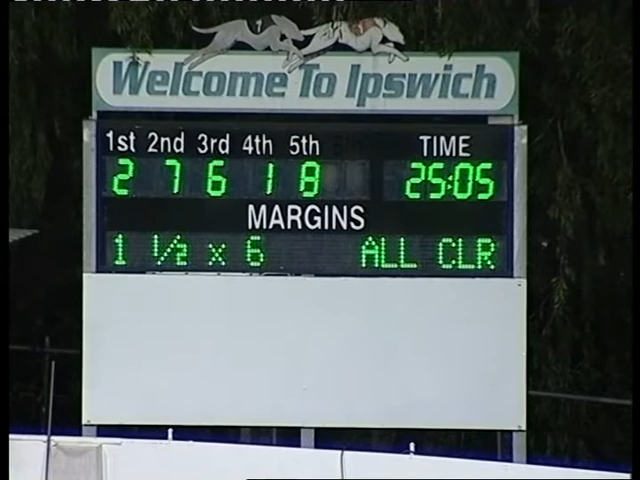 Welcome To Ipswich
1st 2nd 3rd 4th 5th TIME
2 7 6 1 8 25:05
MARGINS
1 ½ x 6 ALL CLR